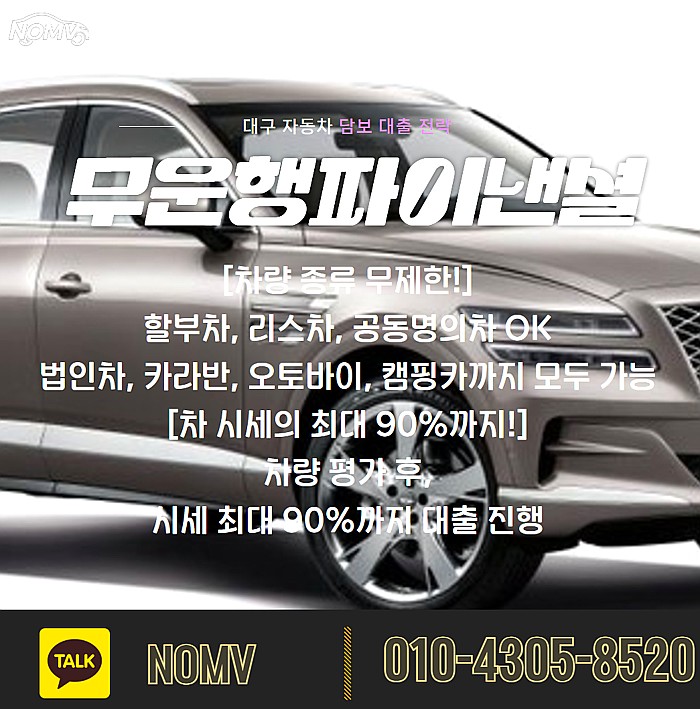 NOMV
대구 자동차 담보 대출 전략
무운행파이낸셜
[차량 종류 무제한!]
할부차, 리스차, 공동명의차 OK
법인차, 카라반, 오토바이, 캠핑카까지 모두 가능
[차 시세의 최대 90%까지!]
차량 평가 후,
시세 최대 90%까지 대출 진행
TALK
NOMV
010-4305-8520